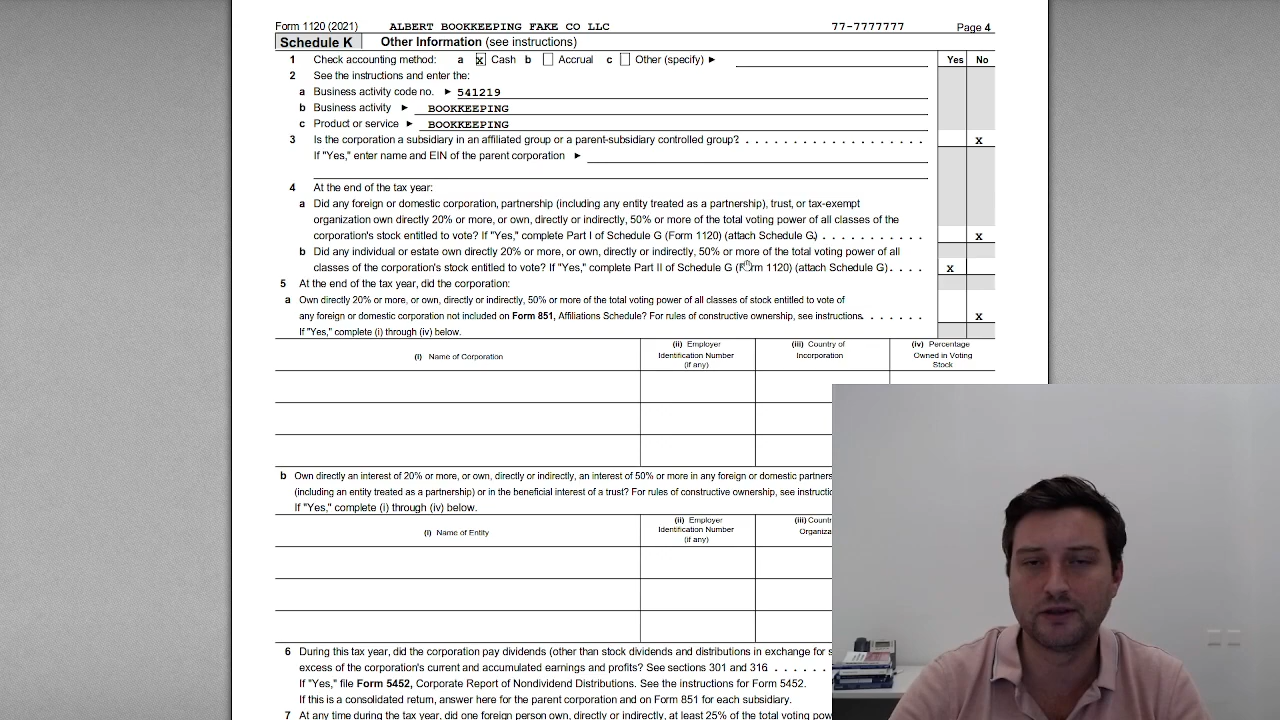 Form 1120 (2021) ALBERT BOOKKEEPING FAKE CO LLC 77-7777777 Page 4
Schedule K Other Information (see instructions)
1 Check accounting method: a x Cash b Accrual c Other (specify) ► Yes No
2 See the instructions and enter the:
a Business activity code no. ► 541219
b Business activity ► BOOKKEEPING
c Product or service ► BOOKKEEPING
3 Is the corporation a subsidiary in an affiliated group or a parent-subsidiary controlled group? . . . . . . . . . . . . . . . . . . X
If "Yes," enter name and EIN of the parent corporation ►
4 At the end of the tax year:
a Did any foreign or domestic corporation, partnership (including any entity treated as a partnership), trust, or tax-exempt
organization own directly 20% or more, or own, directly or indirectly, 50% or more of the total voting power of all classes of the
corporation's stock entitled to vote? If "Yes," complete Part I of Schedule G (Form 1120) (attach Schedule G) . . . . . . . . . . . X
b Did any individual or estate own directly 20% or more, or own, directly or indirectly, 50% or more of the total voting power of all
classes of the corporation's stock entitled to vote? If "Yes," complete Part II of Schedule G (Form 1120) (attach Schedule G) . . . . X
5 At the end of the tax year, did the corporation:
a Own directly 20% or more, or own, directly or indirectly, 50% or more of the total voting power of all classes of stock entitled to vote of
any foreign or domestic corporation not included on Form 851, Affiliations Schedule? For rules of constructive ownership, see instructions . . . . . . X
If "Yes," complete (i) through (iv) below.
(i) Name of Corporation
(ii) Employer
Identification Number
(if any)
(iii) Country of
Incorporation
(iv) Percentage
Owned in Voting
Stock
b Own directly an interest of 20% or more, or own, directly or indirectly, an interest of 50% or more in any foreign or domestic partners
(including an entity treated as a partnership) or in the beneficial interest of a trust? For rules of constructive ownership, see instructio
If "Yes," complete (i) through (iv) below.
(i) Name of Entity
(ii) Employer
Identification Number
(if any)
(iii) Countr
Organiza
6 During this tax year, did the corporation pay dividends (other than stock dividends and distributions in exchange for s
excess of the corporation's current and accumulated earnings and profits? See sections 301 and 316 . . . . . . .
If "Yes," file Form 5452, Corporate Report of Nondividend Distributions. See the instructions for Form 5452.
If this is a consolidated return, answer here for the parent corporation and on Form 851 for each subsidiary.
7 At any time during the tax year, did one foreign person own, directly or indirectly, at least 25% of the total voting pow